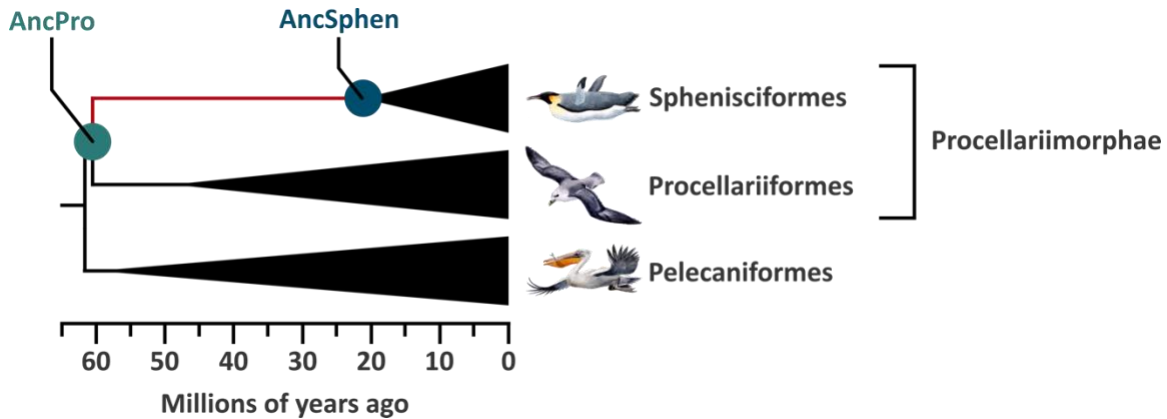 AncPro
AncSphen
Sphenisciformes
Procellariimorphae
Procellariiformes
Pelecaniformes
60 50 40 30 20 10 0
Millions of years ago